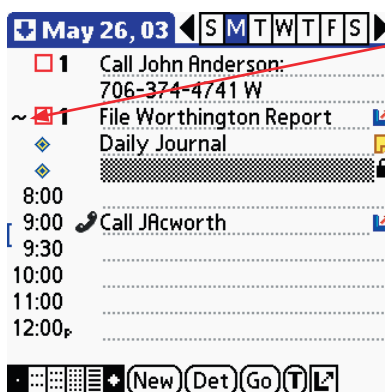 May 26, 03 S M T W T F S
1 Call John Anderson:
706-374-4741 W
~ 1 File Worthington Report
Daily Journal
8:00
9:00 Call JAcworth
9:30
10:00
11:00
12:00P
New Det Go T